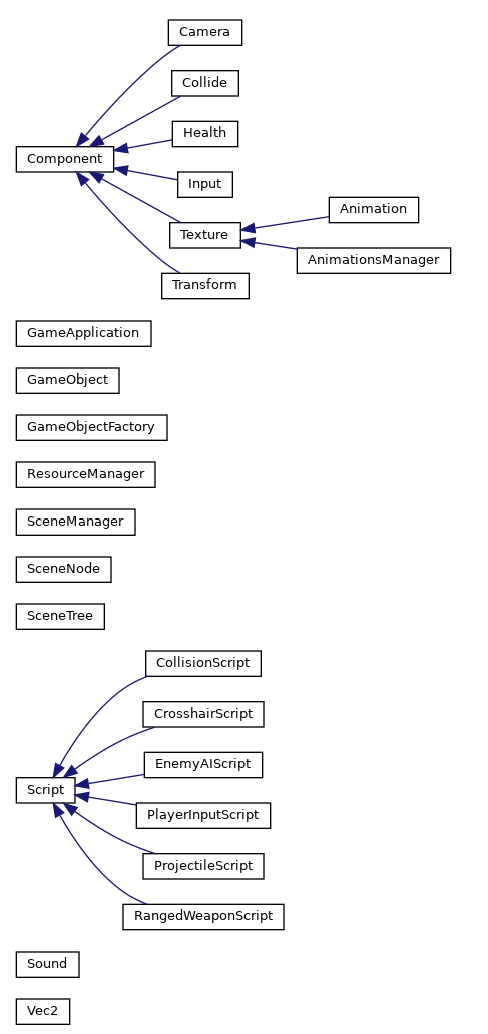 Camera
Collide
Health
Component
Input
Animation
Texture
AnimationsManager
Transform
GameApplication
GameObject
GameObjectFactory
ResourceManager
SceneManager
SceneNode
SceneTree
CollisionScript
CrosshairScript
EnemyAIScript
Script
PlayerInputScript
ProjectileScript
RangedWeaponScript
Sound
Vec2